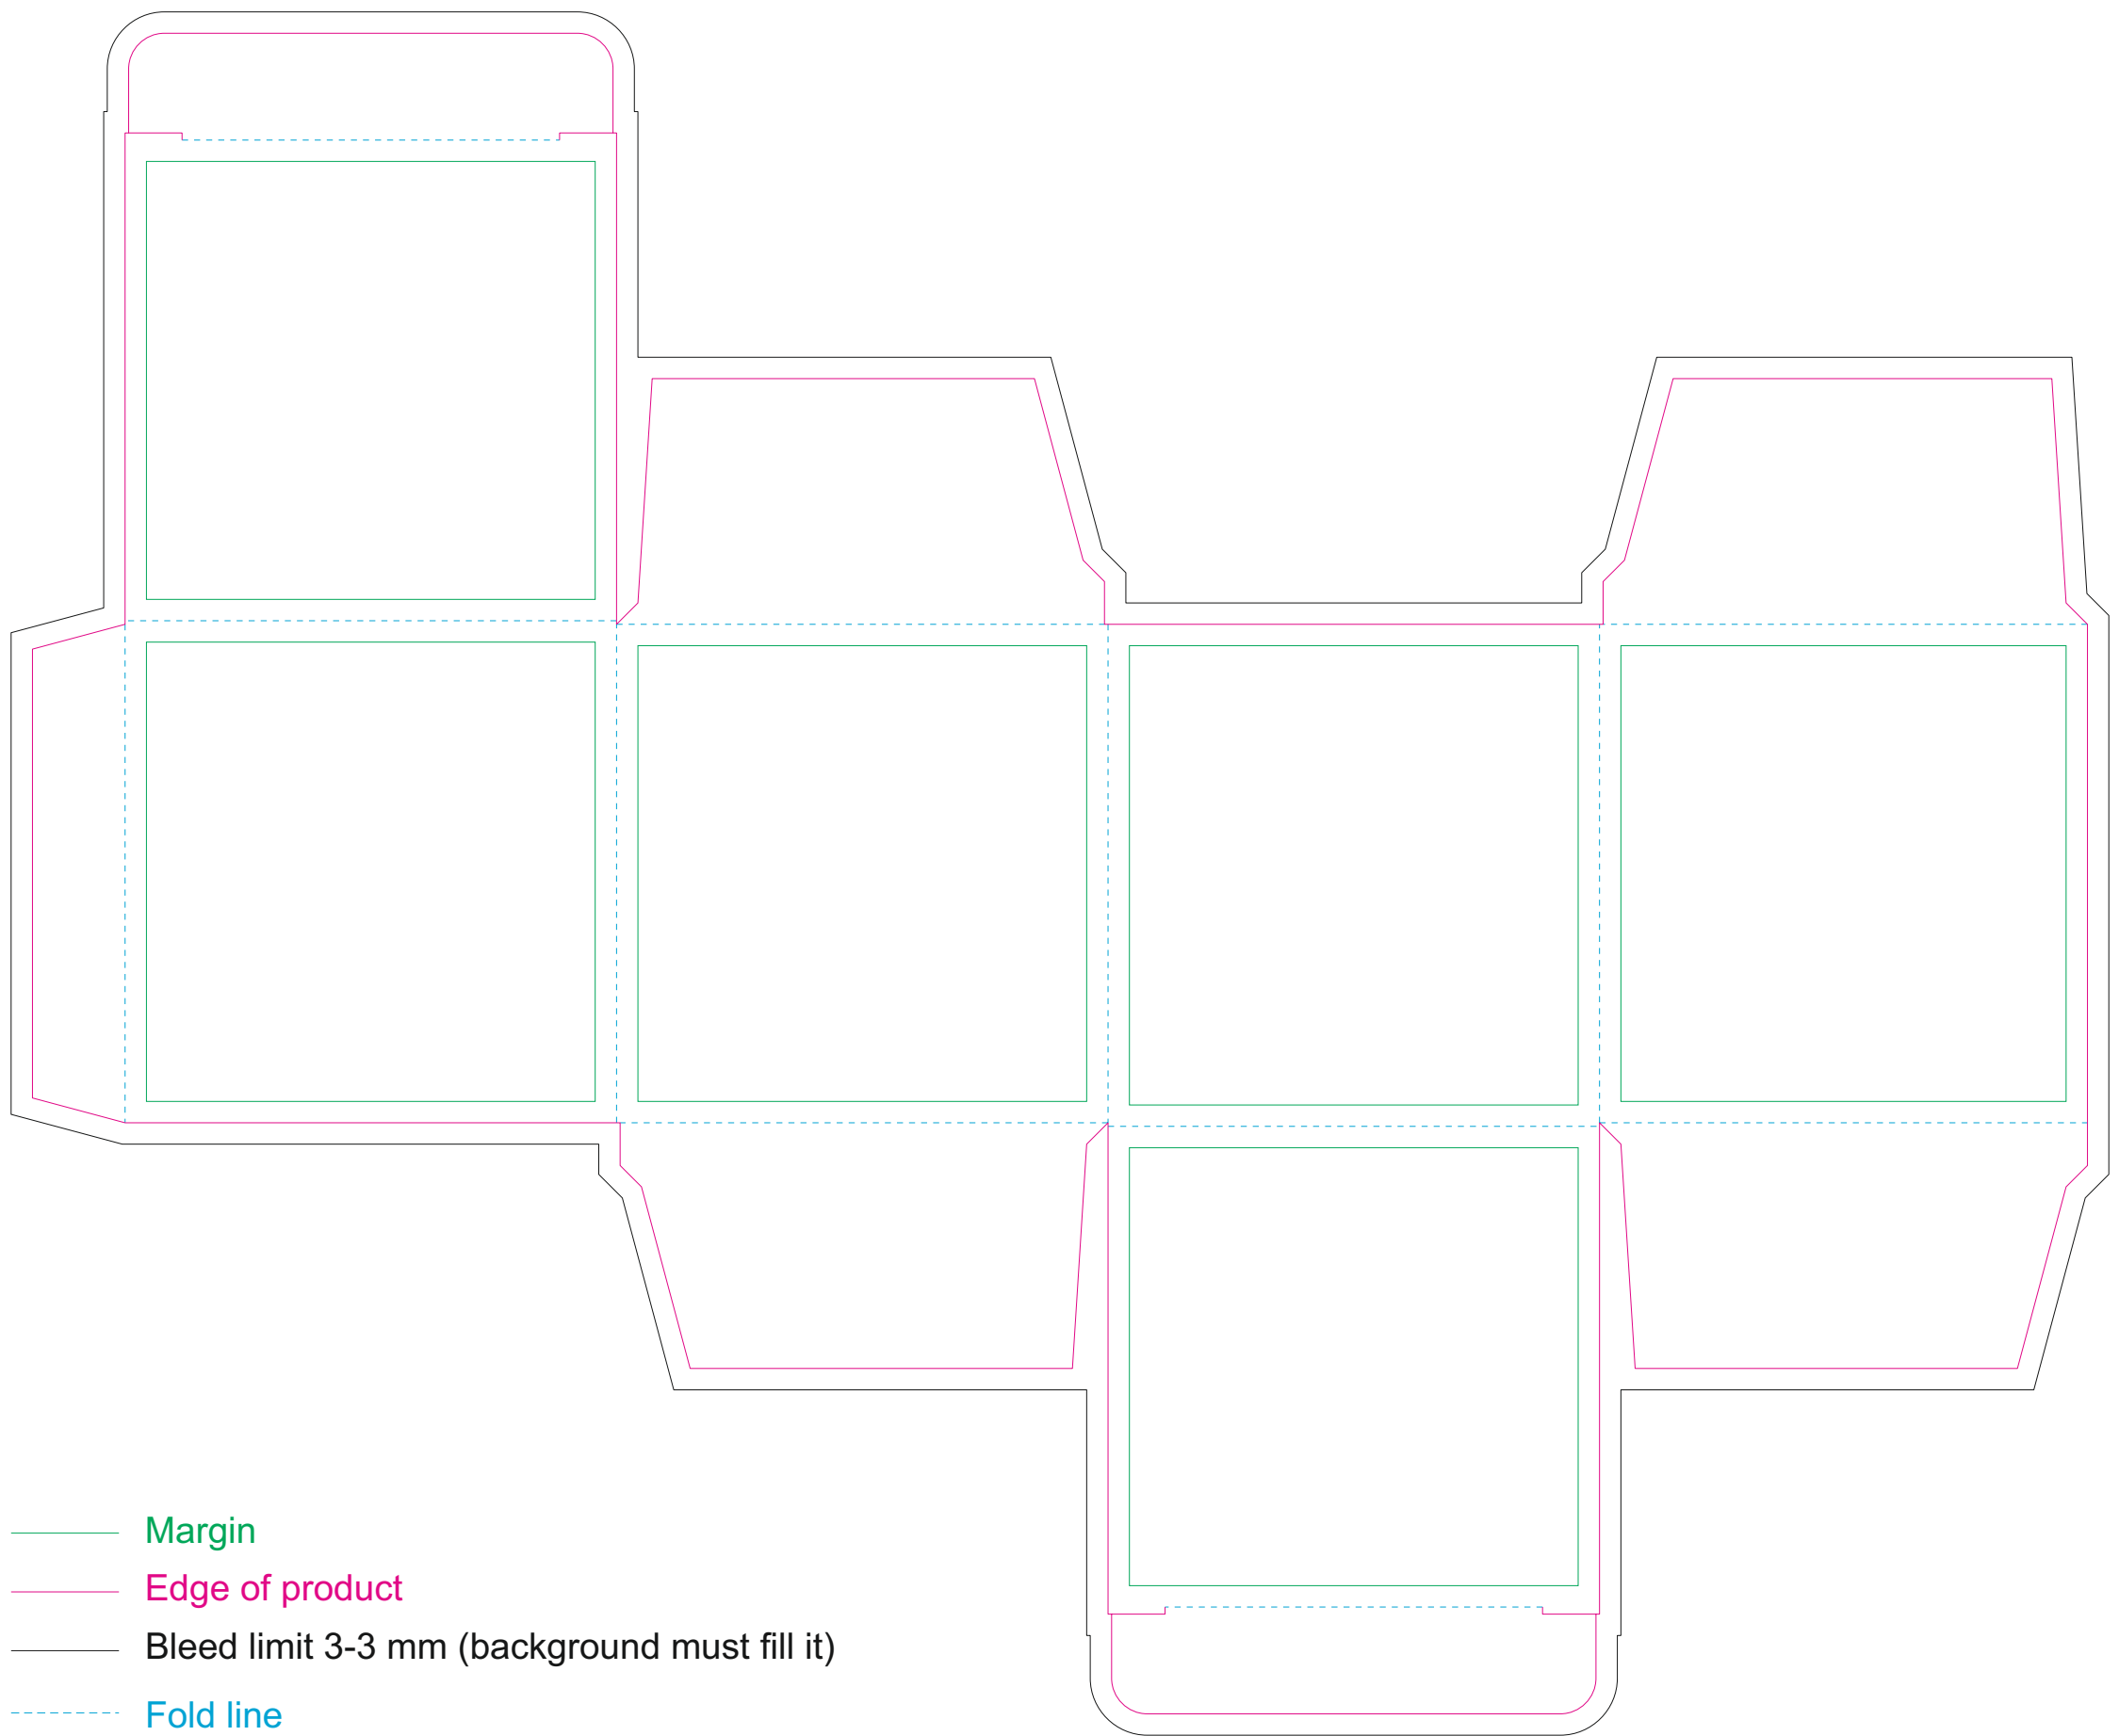 Margin
Edge of product
Bleed limit 3-3 mm (background must fill it)
Fold line